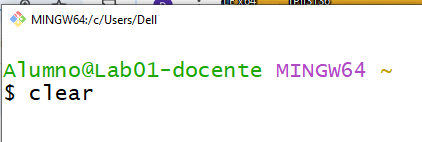 MINGW64:/c/Users/Dell
Alumno@Lab01-docente MINGW64 ~
$ clear